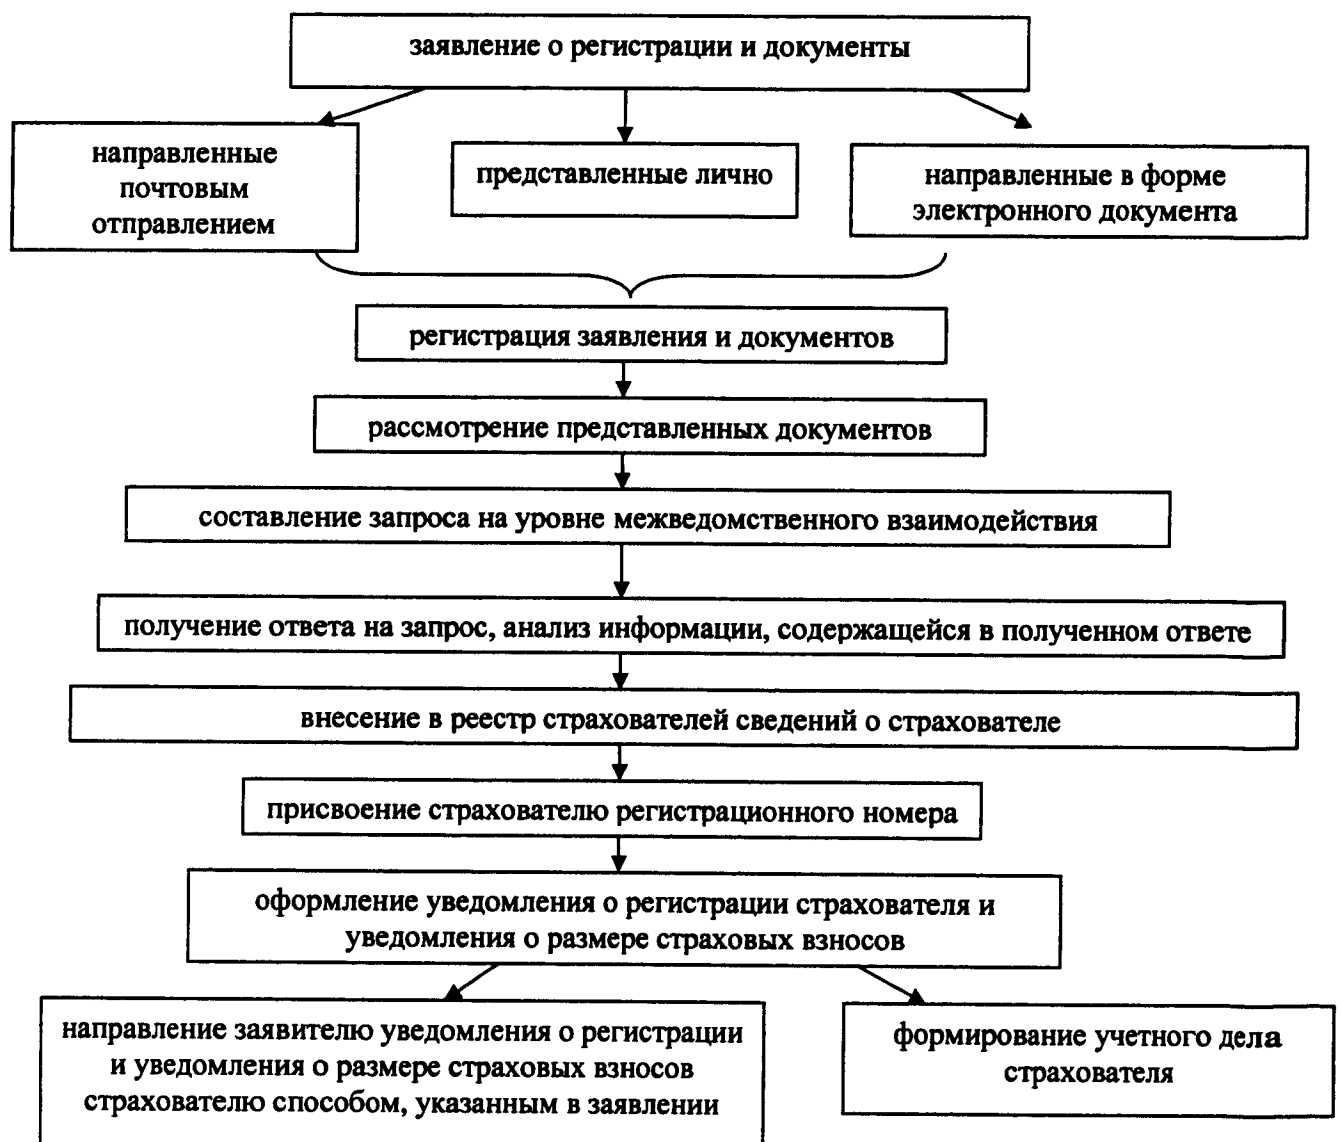 заявление о регистрации и документы
направленные
почтовым
отправлением
представленные лично
направленные в форме
электронного документа
регистрация заявления и документов
рассмотрение представленных документов
составление запроса на уровне межведомственного взаимодействия
получение ответа на запрос, анализ информации, содержащейся в полученном ответе
внесение в реестр страхователей сведений о страхователе
присвоение страхователю регистрационного номера
оформление уведомления о регистрации страхователя и
уведомления о размере страховых взносов
направление заявителю уведомления о регистрации
и уведомления о размере страховых взносов
страхователю способом, указанным в заявлении
формирование учетного дела
страхователя